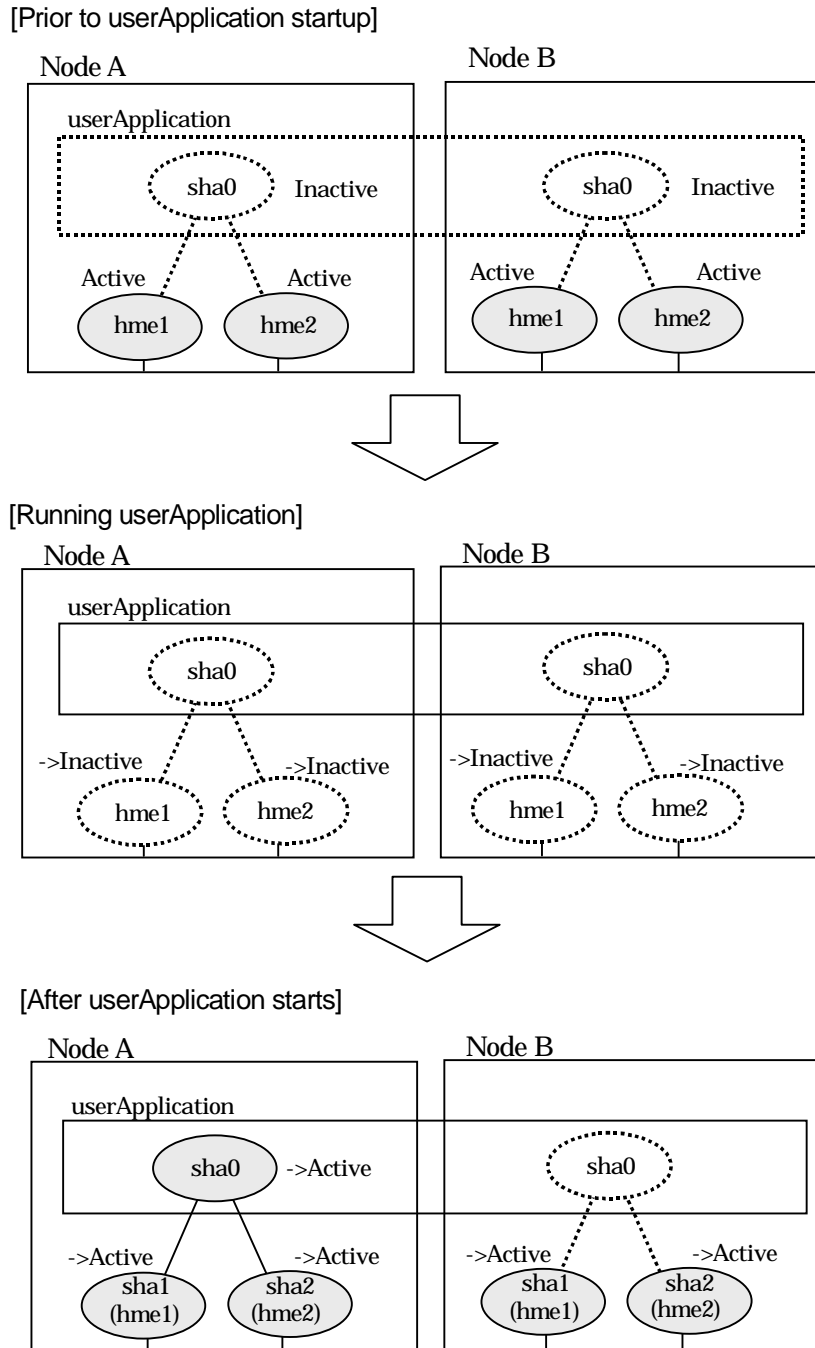 [Prior to userApplication startup]
Node A
Node B
userApplication
sha0
Inactive
sha0
Inactive
Active
Active
Active
Active
hme1
hme2
hme1
hme2
[Running userApplication]
Node A
Node B
userApplication
sha0
sha0
->Inactive
->Inactive
->Inactive
->Inactive
hme1
hme2
hme1
hme2
[After userApplication starts]
Node A
Node B
userApplication
sha0
->Active
sha0
->Active
->Active
->Active
->Active
sha1
(hme1)
sha2
(hme2)
sha1
(hme1)
sha2
(hme2)